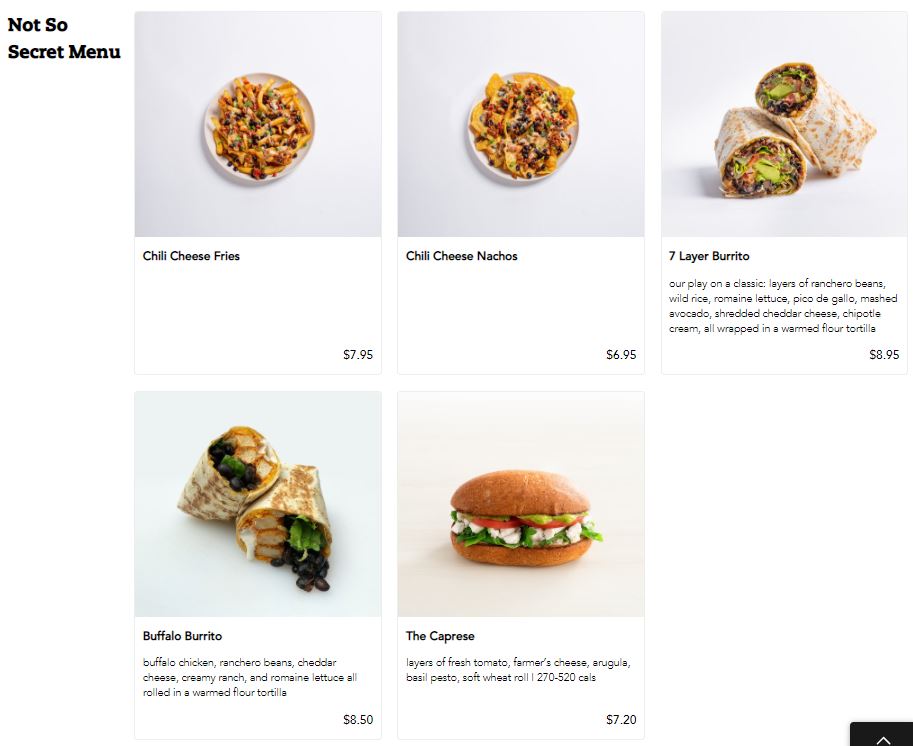 Not So
Secret Menu
Chili Cheese Fries
$7.95
Chili Cheese Nachos
$6.95
7 Layer Burrito
our play on a classic: layers of ranchero beans,
wild rice, romaine lettuce, pico de gallo, mashed
avocado, shredded cheddar cheese, chipotle
cream, all wrapped in a warmed flour tortilla
$8.95
Buffalo Burrito
buffalo chicken, ranchero beans, cheddar
cheese, creamy ranch, and romaine lettuce all
rolled in a warmed flour tortilla
$8.50
The Caprese
layers of fresh tomato, farmer's cheese, arugula,
basil pesto, soft wheat roll | 270-520 cals
$7.20